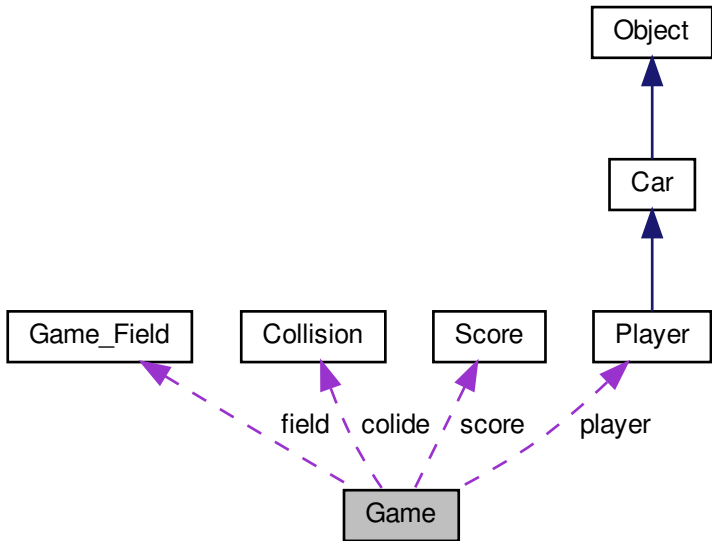 Object
Car
Game_Field
Collision
Score
Player
field
colide
score
player
Game